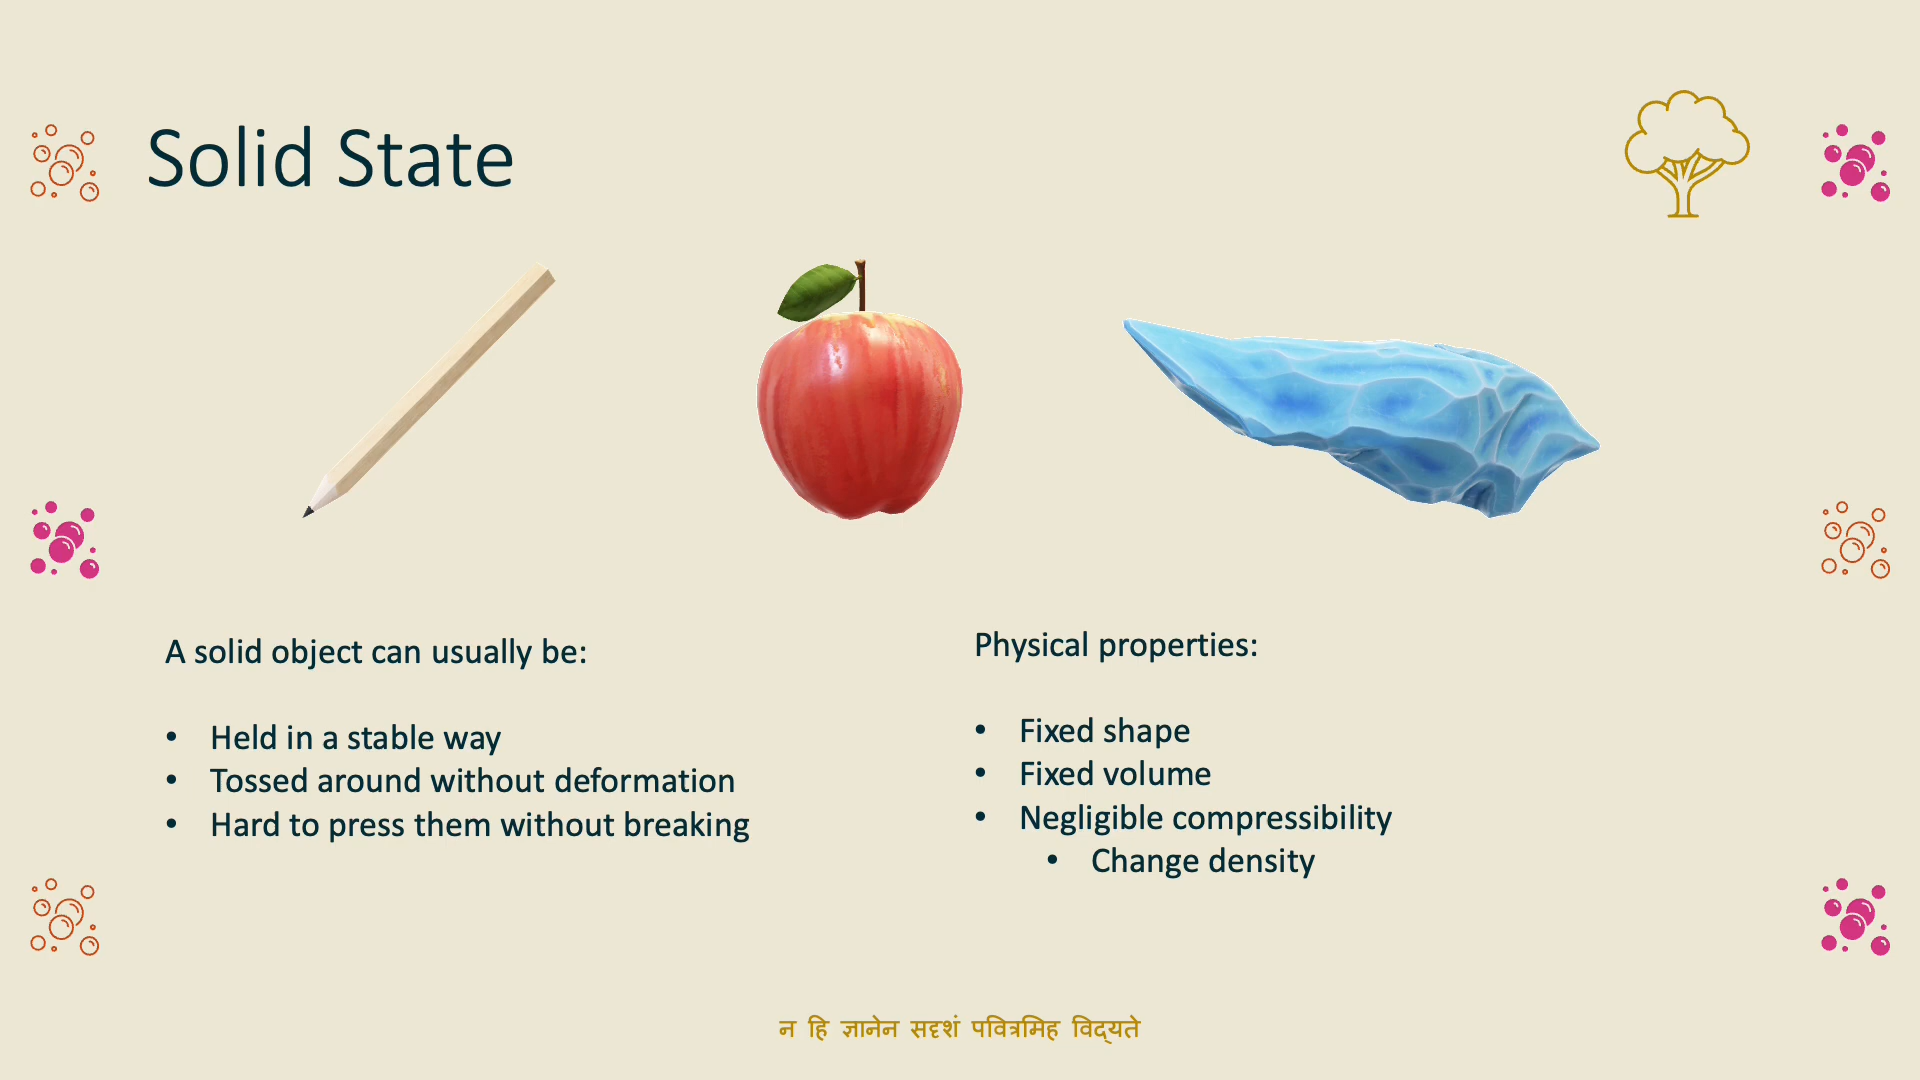 Solid State
A solid object can usually be:
• Held in a stable way
• Tossed around without deformation
• Hard to press them without breaking
Physical properties:
• Fixed shape
• Fixed volume
• Negligible compressibility
• Change density
न हि ज्ञानेन सदृशं पवित्रमिह विद्यते